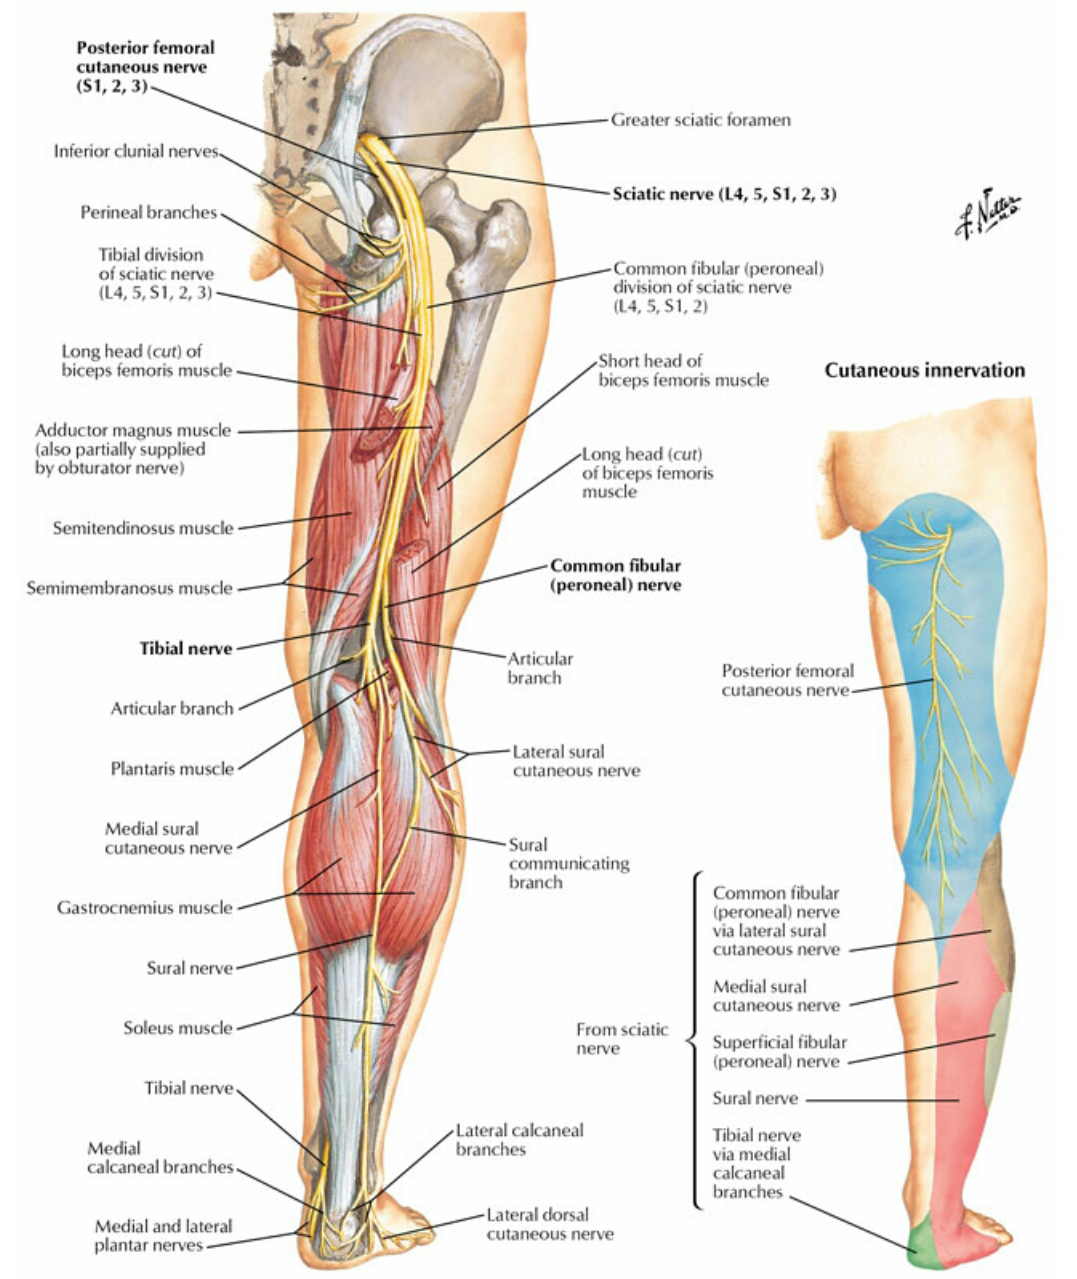 Posterior femoral
cutaneous nerve
(S1, 2, 3)
Inferior clunial nerves
Perineal branches
Tibial division
of sciatic nerve
(L4, 5, S1, 2, 3)
Long head (cut) of
biceps femoris muscle
Adductor magnus muscle
(also partially supplied
by obturator nerve)
Semitendinosus muscle
Semimembranosus muscle
Tibial nerve
Articular branch
Plantaris muscle
Medial sural
cutaneous nerve
Gastrocnemius muscle
Sural nerve
Soleus muscle
Tibial nerve
Medial
calcaneal branches
Medial and lateral
plantar nerves
Greater sciatic foramen
Sciatic nerve (L4, 5, S1, 2, 3)
Common fibular (peroneal)
division of sciatic nerve
(L4, 5, S1, 2)
Short head of
biceps femoris muscle
Long head (cut)
of biceps femoris
muscle
Common fibular
(peroneal) nerve
Articular
branch
Lateral sural
cutaneous nerve
Sural
communicating
branch
Lateral calcaneal
branches
Lateral dorsal
cutaneous nerve
F. Netter
M.D.
Cutaneous innervation
Posterior femoral
cutaneous nerve
From sciatic
nerve
Common fibular
(peroneal) nerve
via lateral sural
cutaneous nerve
Medial sural
cutaneous nerve
Superficial fibular
(peroneal) nerve
Sural nerve
Tibial nerve
via medial
calcaneal
branches